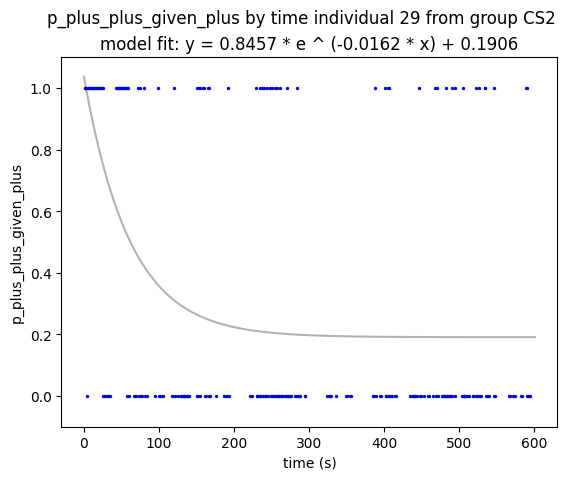 p_plus_plus_given_plus by time individual 29 from group CS2
model fit: y = 0.8457 * e ^ (-0.0162 * x) + 0.1906
1.0
0.8
0.6
0.4
0.2
0.0
p_plus_plus_given_plus
0 100 200 300 400 500 600
time (s)